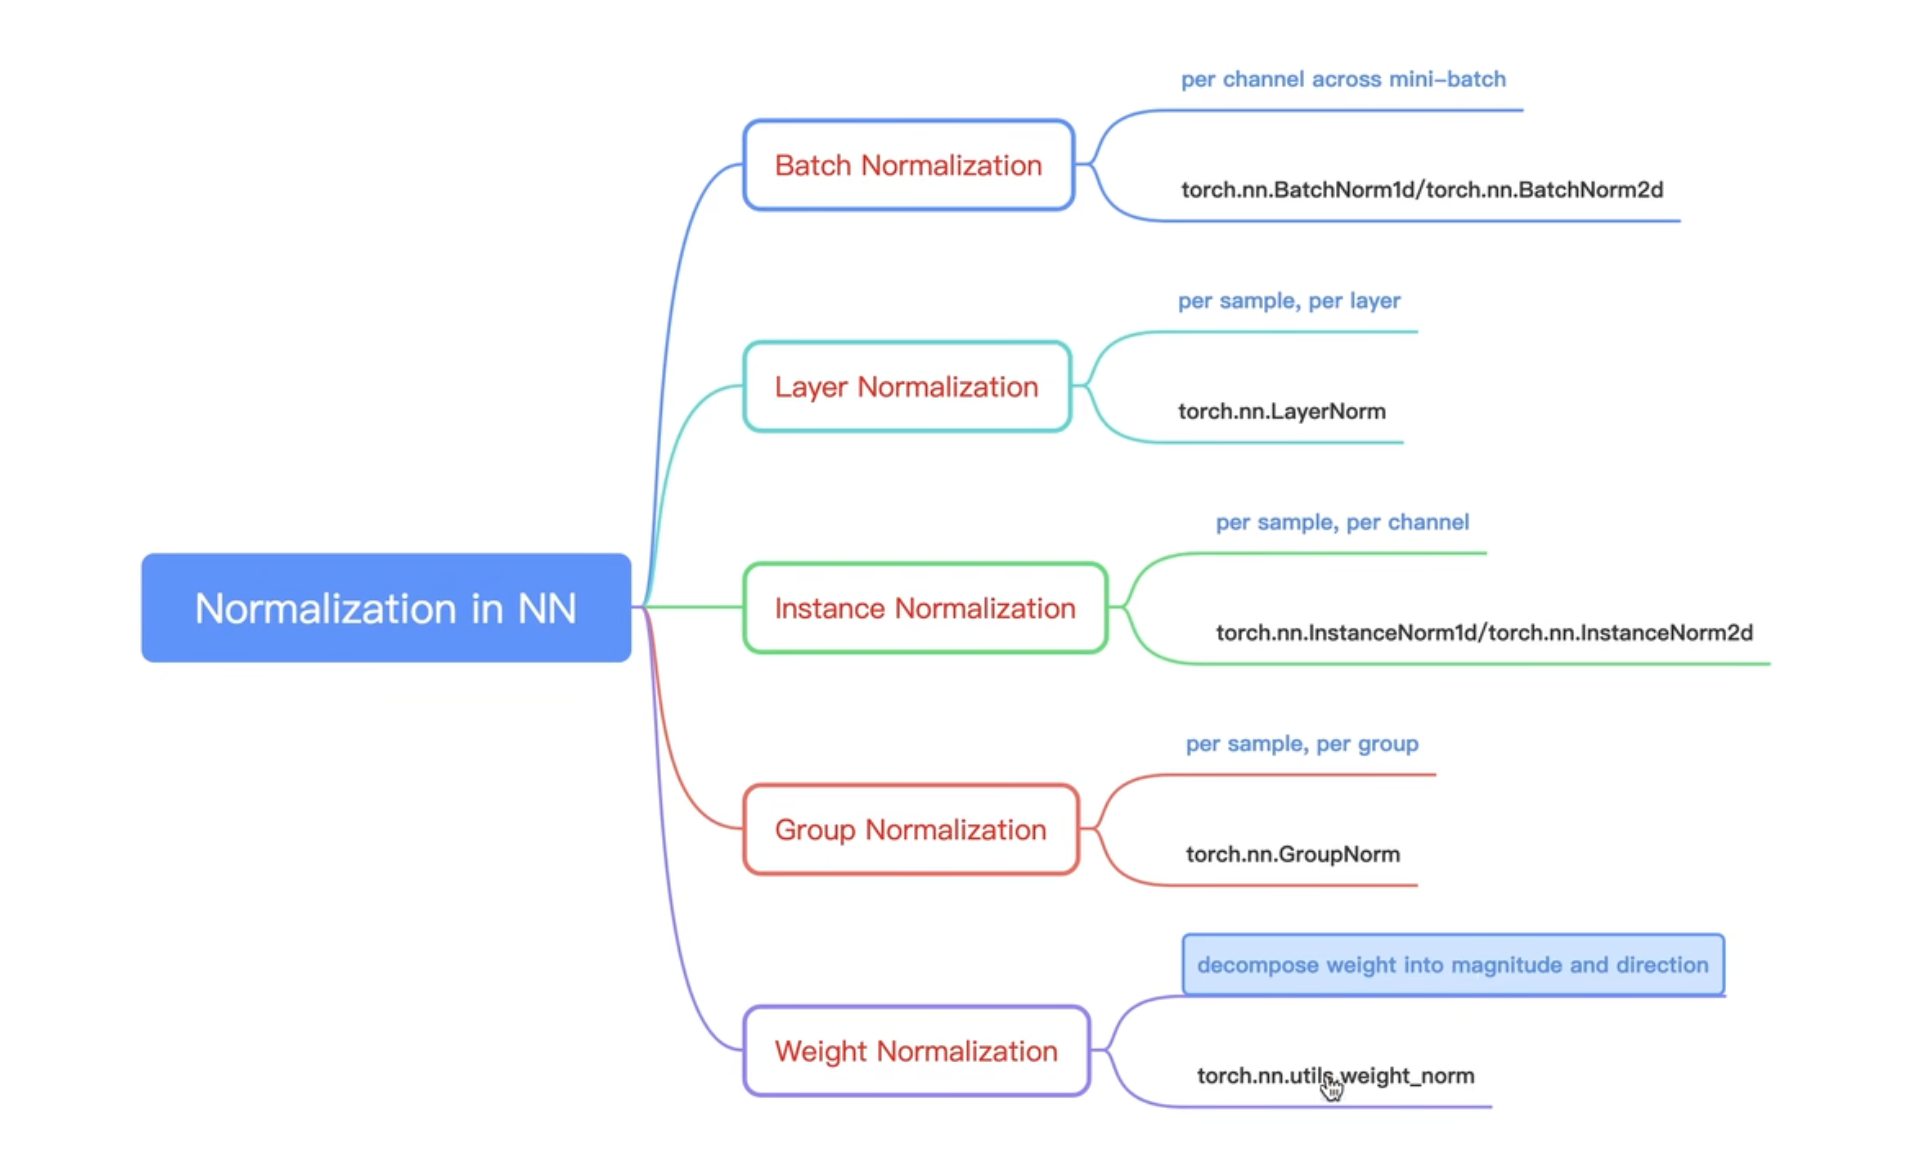 Normalization in NN
Batch Normalization
per channel across mini-batch
torch.nn.BatchNorm1d/torch.nn.BatchNorm2d
Layer Normalization
per sample, per layer
torch.nn.LayerNorm
Instance Normalization
per sample, per channel
torch.nn.InstanceNorm1d/torch.nn.InstanceNorm2d
Group Normalization
per sample, per group
torch.nn.GroupNorm
Weight Normalization
decompose weight into magnitude and direction
torch.nn.utils.weight_norm